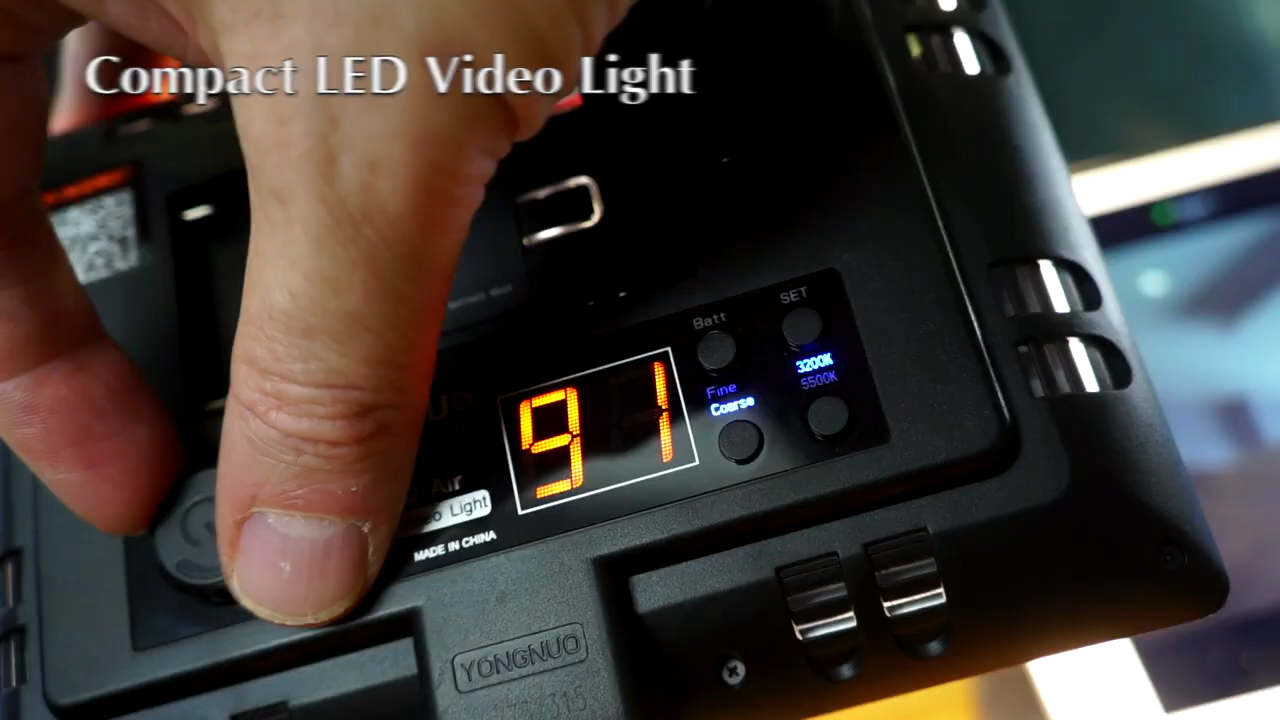 Compact LED Video Light
SET
Batt
3200K
5500K
Fine
Coarse
91
Air
Light
MADE IN CHINA
YONGNUO